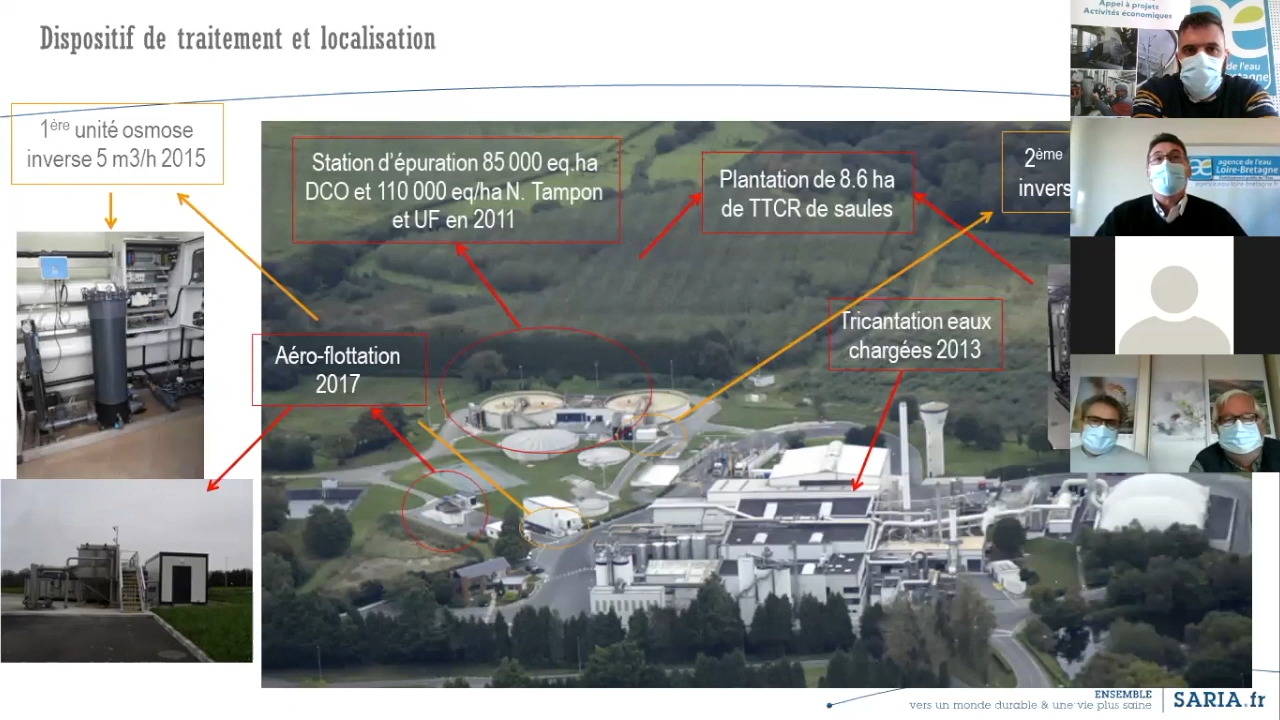 Dispositif de traitement et localisation
1ère unité osmose
inverse 5 m3/h 2015
Station d’épuration 85 000 eq.ha
DCO et 110 000 eq/ha N. Tampon
et UF en 2011
Plantation de 8.6 ha
de TTCR de saules
2ème
Tricantation eaux
chargées 2013
Aéro-flottation
2017
Appel à projets
Activités économiques
de l'eau
agence de l'eau
Loire-Bretagne
ENSEMBLE
vers un monde durable & une vie plus saine
SARIA.fr